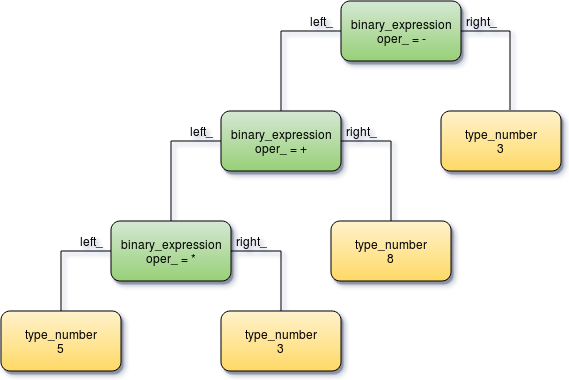 left_
binary_expression
oper_ = -
right_
left_
binary_expression
oper_ = +
right_
type_number
3
left_
binary_expression
oper_ = *
right_
type_number
8
type_number
5
type_number
3